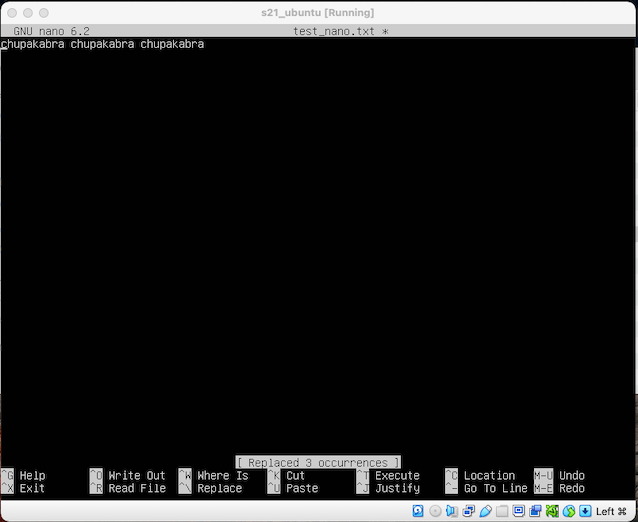 s21_ubuntu [Running]
GNU nano 6.2 test_nano.txt *
chupakabra chupakabra chupakabra
[ Replaced 3 occurrences ]
^G Help ^O Write Out ^W Where Is ^K Cut ^T Execute ^C Location M-U Undo
^X Exit ^R Read File ^\ Replace ^U Paste ^J Justify ^_ Go To Line M-E Redo
Left ⌘